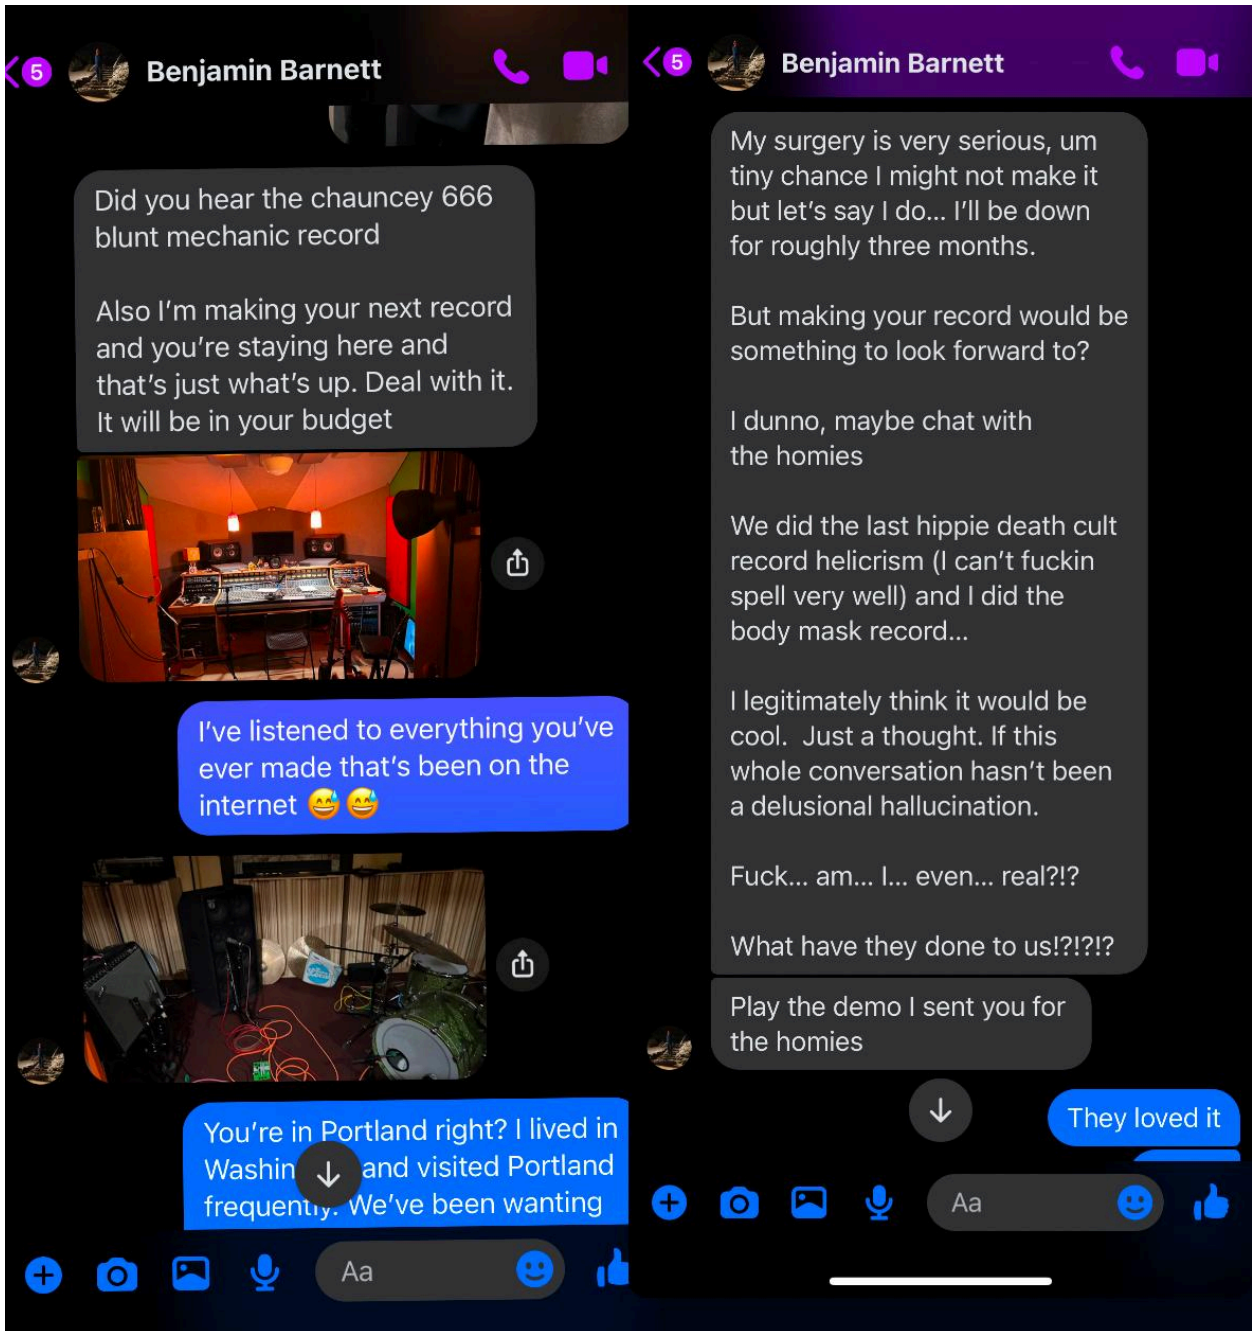 5
Benjamin Barnett
Did you hear the chauncey 666
blunt mechanic record
Also I'm making your next record
and you're staying here and
that's just what's up. Deal with it.
It will be in your budget
I've listened to everything you've
ever made that's been on the
internet 😅😅
You're in Portland right? I lived in
Washin and visited Portland
frequently. We've been wanting
Aa
5
Benjamin Barnett
My surgery is very serious, um
tiny chance I might not make it
but let's say I do... I'll be down
for roughly three months.
But making your record would be
something to look forward to?
I dunno, maybe chat with
the homies
We did the last hippie death cult
record helicrism (I can't fuckin
spell very well) and I did the
body mask record...
I legitimately think it would be
cool.  Just a thought. If this
whole conversation hasn't been
a delusional hallucination.
Fuck... am... I... even... real?!?
What have they done to us!?!?!?
Play the demo I sent you for
the homies
They loved it
Aa